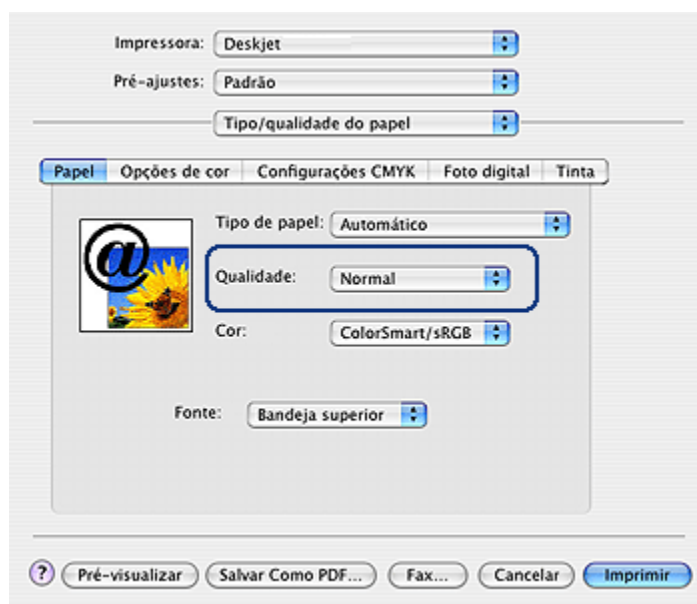 Impressora: Deskjet
Pré-ajustes: Padrão
Tipo/qualidade do papel
Papel Opções de cor Configurações CMYK Foto digital Tinta
Tipo de papel: Automático
@
Qualidade: Normal
Cor: ColorSmart/sRGB
Fonte: Bandeja superior
? Pré-visualizar Salvar Como PDF... Fax... Cancelar Imprimir